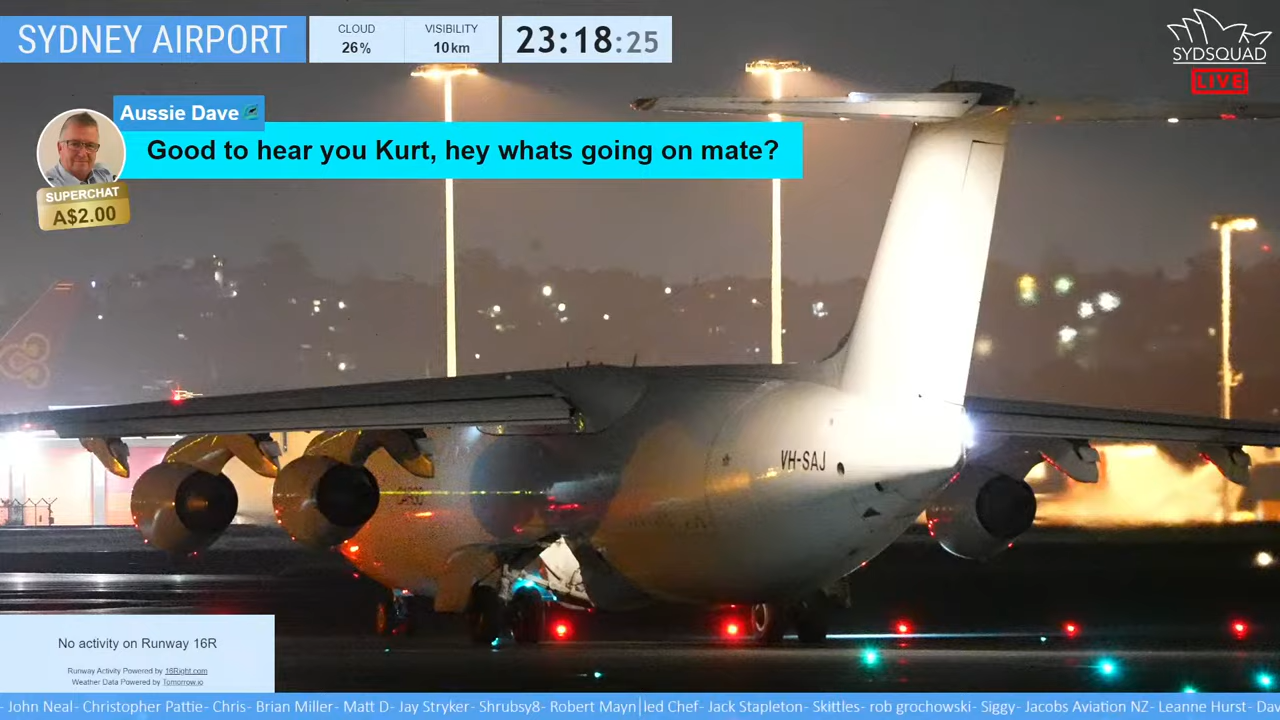 SYDNEY AIRPORT
CLOUD
26%
VISIBILITY
10km
23:18:25
SYDSQUAD
LIVE
Aussie Dave
Good to hear you Kurt, hey whats going on mate?
SUPERCHAT
A$2.00
VH-SAJ
No activity on Runway 16R
Runway Activity Powered by 16Right.com
Weather Data Powered by Tomorrow.io
- John Neal- Christopher Pattie- Chris- Brian Miller- Matt D- Jay Stryker- Shrubsy8- Robert Mayn led Chef- Jack Stapleton- Skittles- rob grochowski- Siggy- Jacobs Aviation NZ- Leanne Hurst- Dav